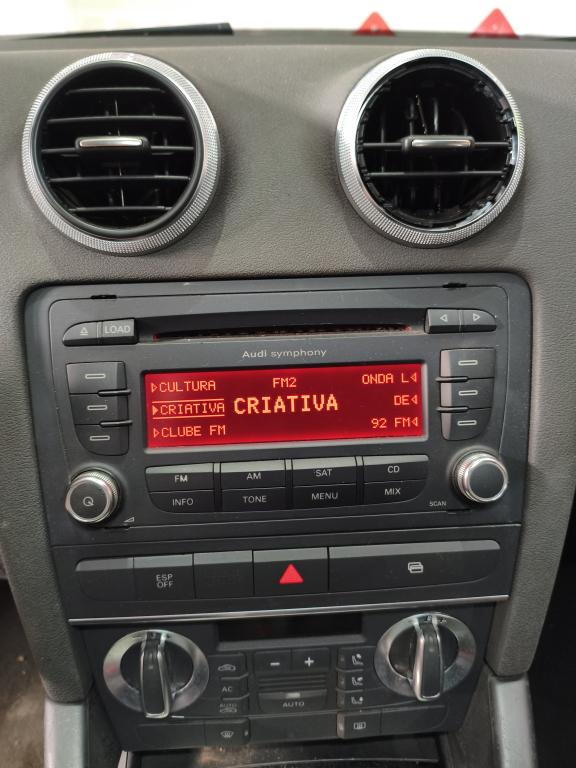 LOAD
Audi symphony
CULTURA FM2 ONDA L
CRIATIVA CRIATIVA DE
CLUBE FM 92 FM
FM AM SAT CD
INFO TONE MENU MIX
SCAN
ESP
OFF
AC
AUTO AUTO